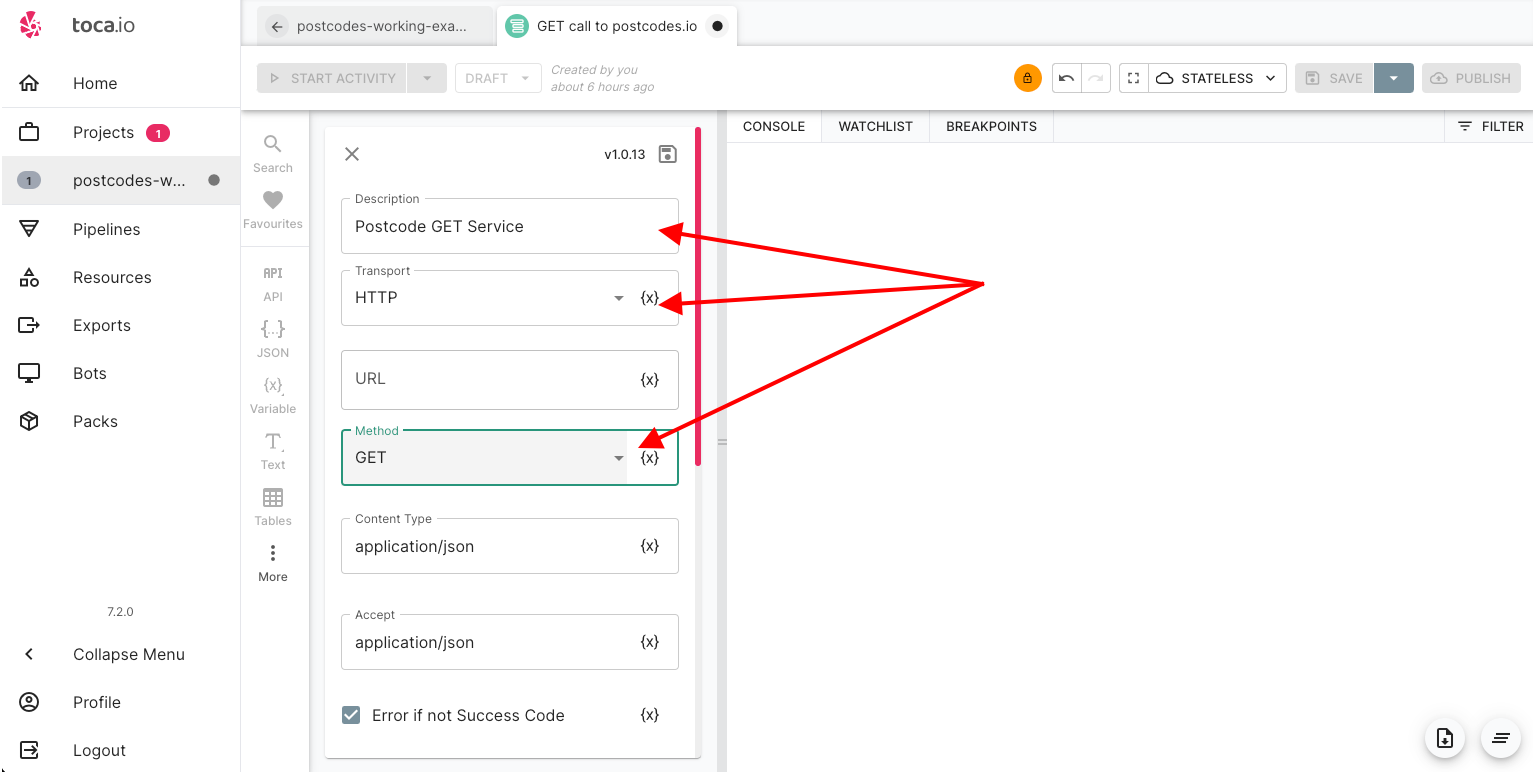 toca.io
Home
Projects 1
1 postcodes-w...
Pipelines
Resources
Exports
Bots
Packs
7.2.0
Collapse Menu
Profile
Logout
postcodes-working-exa...
GET call to postcodes.io
START ACTIVITY
DRAFT
Created by you
about 6 hours ago
STATELESS
SAVE
PUBLISH
Search
Favourites
API
API
{...}
JSON
{x}
Variable
T
Text
Tables
More
v1.0.13
Description
Postcode GET Service
Transport
HTTP {x}
URL {x}
Method
GET {x}
Content Type
application/json {x}
Accept
application/json {x}
Error if not Success Code {x}
CONSOLE
WATCHLIST
BREAKPOINTS
FILTER